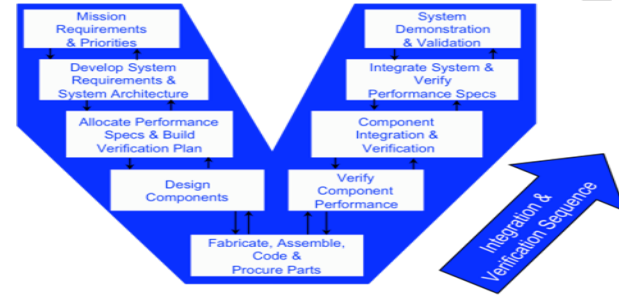 Mission
Requirements
& Priorities
Develop System
Requirements &
System Architecture
Allocate Performance
Specs & Build
Verification Plan
Design
Components
Fabricate, Assemble,
Code &
Procure Parts
Verify
Component
Performance
Component
Integration &
Verification
Integrate System &
Verify
Performance Specs
System
Demonstration
& Validation
Integration &
Verification Sequence